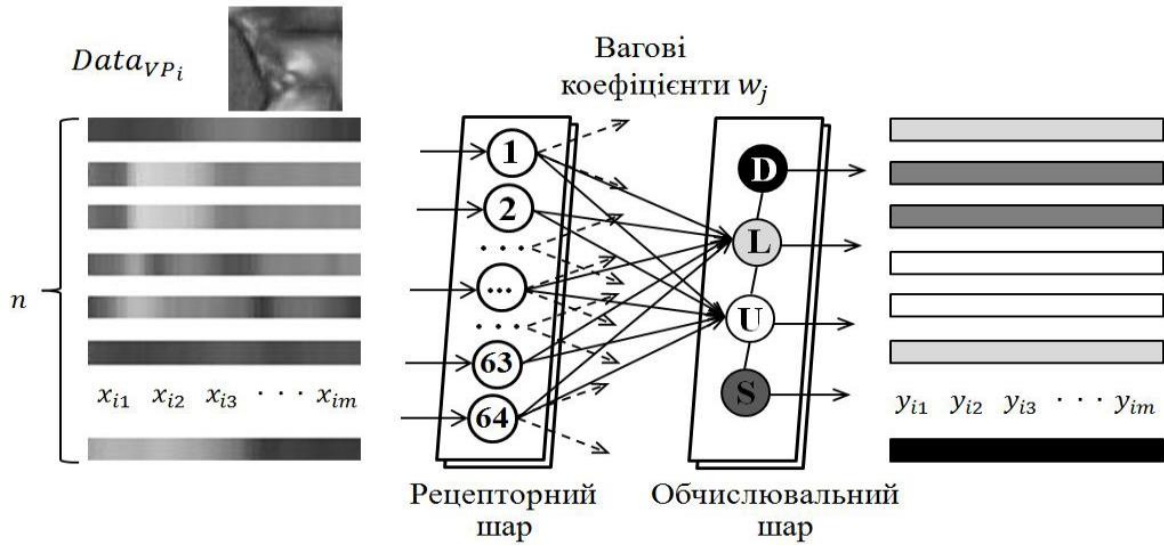 Data_{VP_i}
Вагові
коефіцієнти w_j
n
1
2
. . .
...
. . .
63
64
D
L
U
S
x_{i1} x_{i2} x_{i3} · · · x_{im}
y_{i1} y_{i2} y_{i3} · · · y_{im}
Рецепторний
шар
Обчислювальний
шар